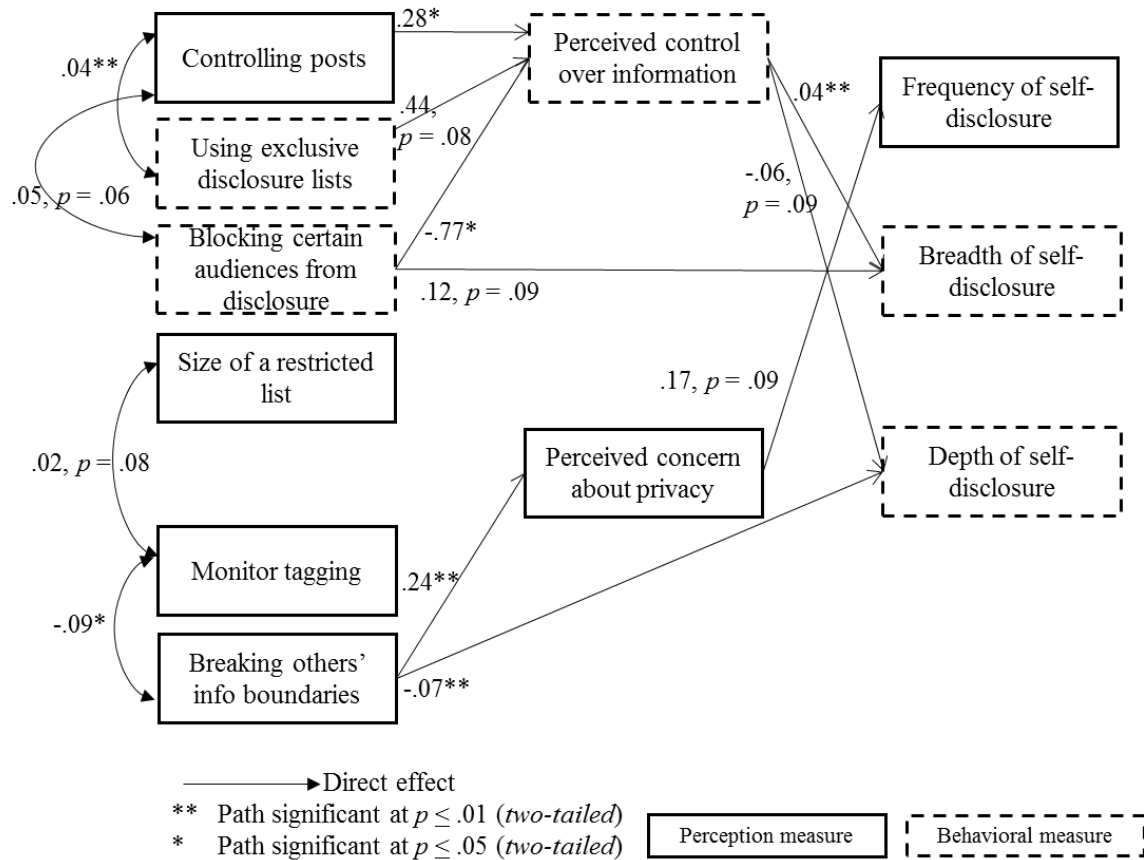 .28*
Controlling posts
Perceived control
over information
.04**
.04**
Frequency of self-
disclosure
.44,
p = .08
Using exclusive
disclosure lists
.05, p = .06
-.06,
p = .09
Blocking certain
audiences from
disclosure
-.77*
Breadth of self-
disclosure
.12, p = .09
Size of a restricted
list
.17, p = .09
.02, p = .08
Perceived concern
about privacy
Depth of self-
disclosure
Monitor tagging
.24**
-.09*
Breaking others’
info boundaries
-.07**
Direct effect
** Path significant at p ≤ .01 (two-tailed)
* Path significant at p ≤ .05 (two-tailed)
Perception measure
Behavioral measure